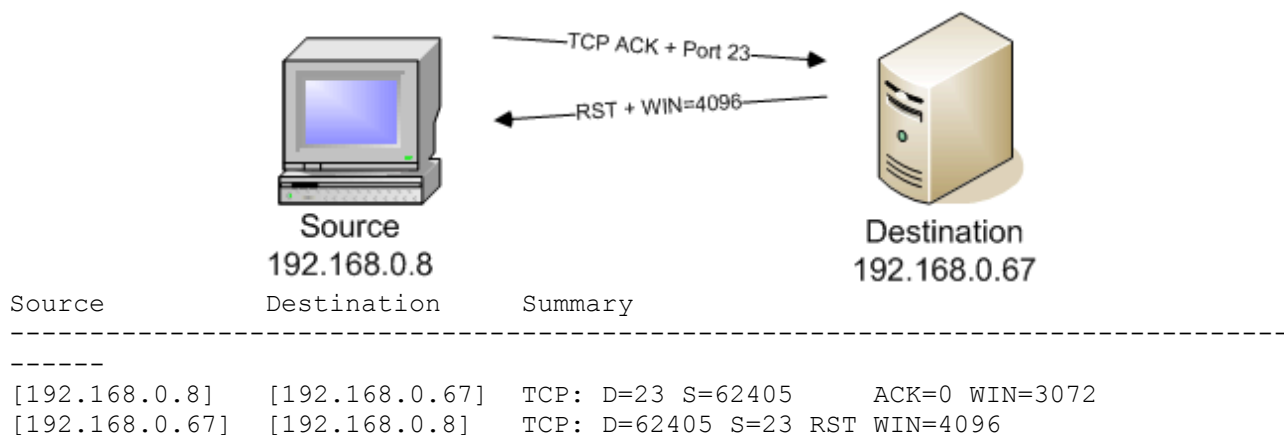 TCP ACK + Port 23
RST + WIN=4096
Source
192.168.0.8
Destination
192.168.0.67
Source Destination Summary
--------------------------------------------------------------------------------
------
[192.168.0.8] [192.168.0.67] TCP: D=23 S=62405 ACK=0 WIN=3072
[192.168.0.67] [192.168.0.8] TCP: D=62405 S=23 RST WIN=4096